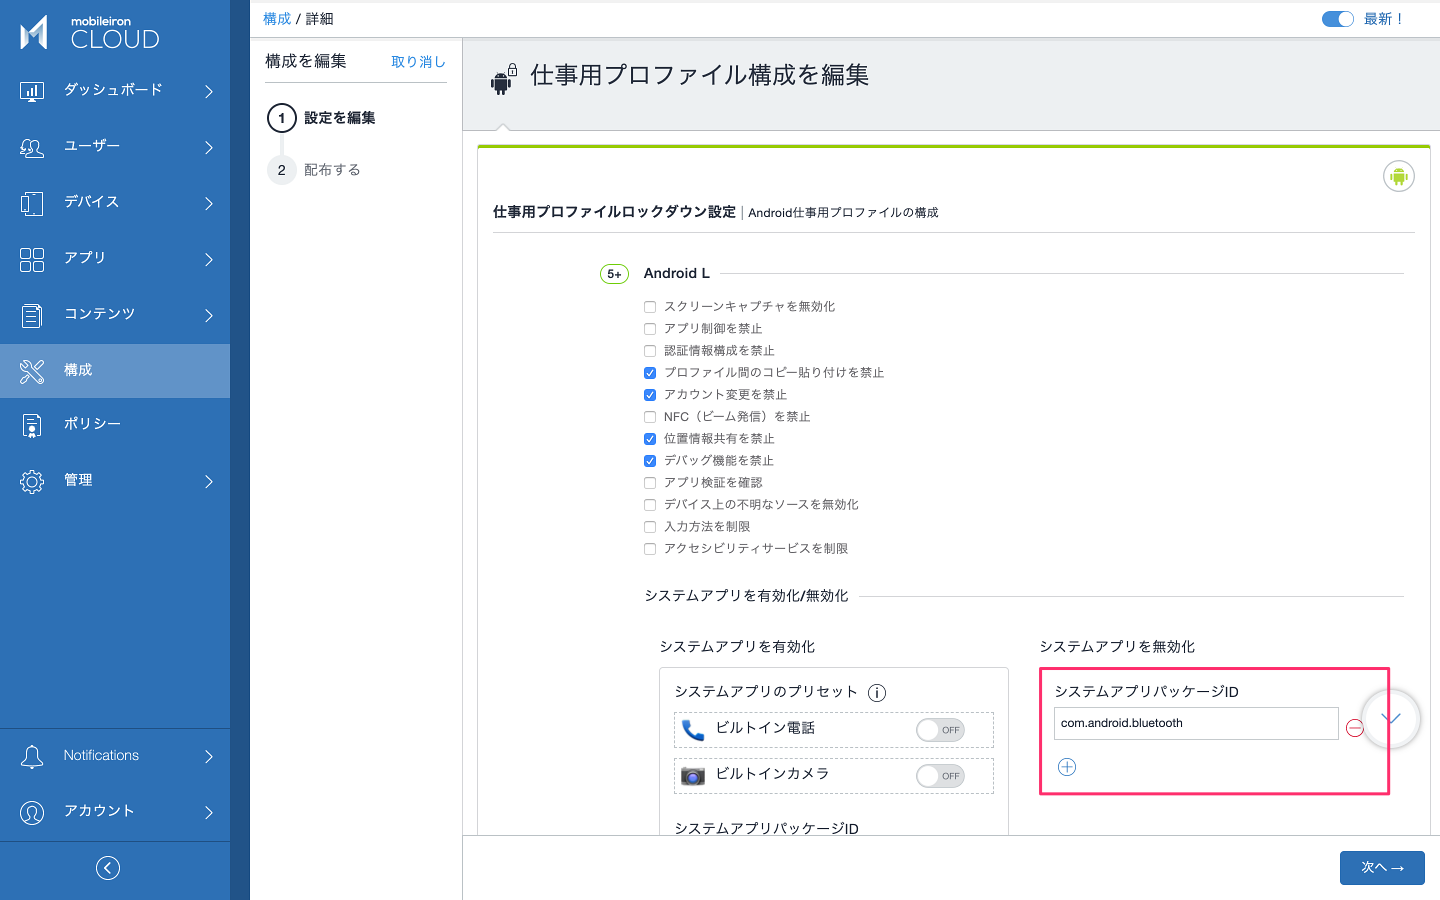 mobileiron
CLOUD
ダッシュボード
ユーザー
デバイス
アプリ
コンテンツ
構成
ポリシー
管理
Notifications
アカウント
構成 / 詳細
最新！
構成を編集
取り消し
1 設定を編集
2 配布する
仕事用プロファイル構成を編集
仕事用プロファイルロックダウン設定 | Android仕事用プロファイルの構成
5+ Android L
スクリーンキャプチャを無効化
アプリ制御を禁止
認証情報構成を禁止
プロファイル間のコピー貼り付けを禁止
アカウント変更を禁止
NFC（ビーム発信）を禁止
位置情報共有を禁止
デバッグ機能を禁止
アプリ検証を確認
デバイス上の不明なソースを無効化
入力方法を制限
アクセシビリティサービスを制限
システムアプリを有効化/無効化
システムアプリを有効化
システムアプリのプリセット
ビルトイン電話 OFF
ビルトインカメラ OFF
システムアプリパッケージID
システムアプリを無効化
システムアプリパッケージID
com.android.bluetooth
次へ→